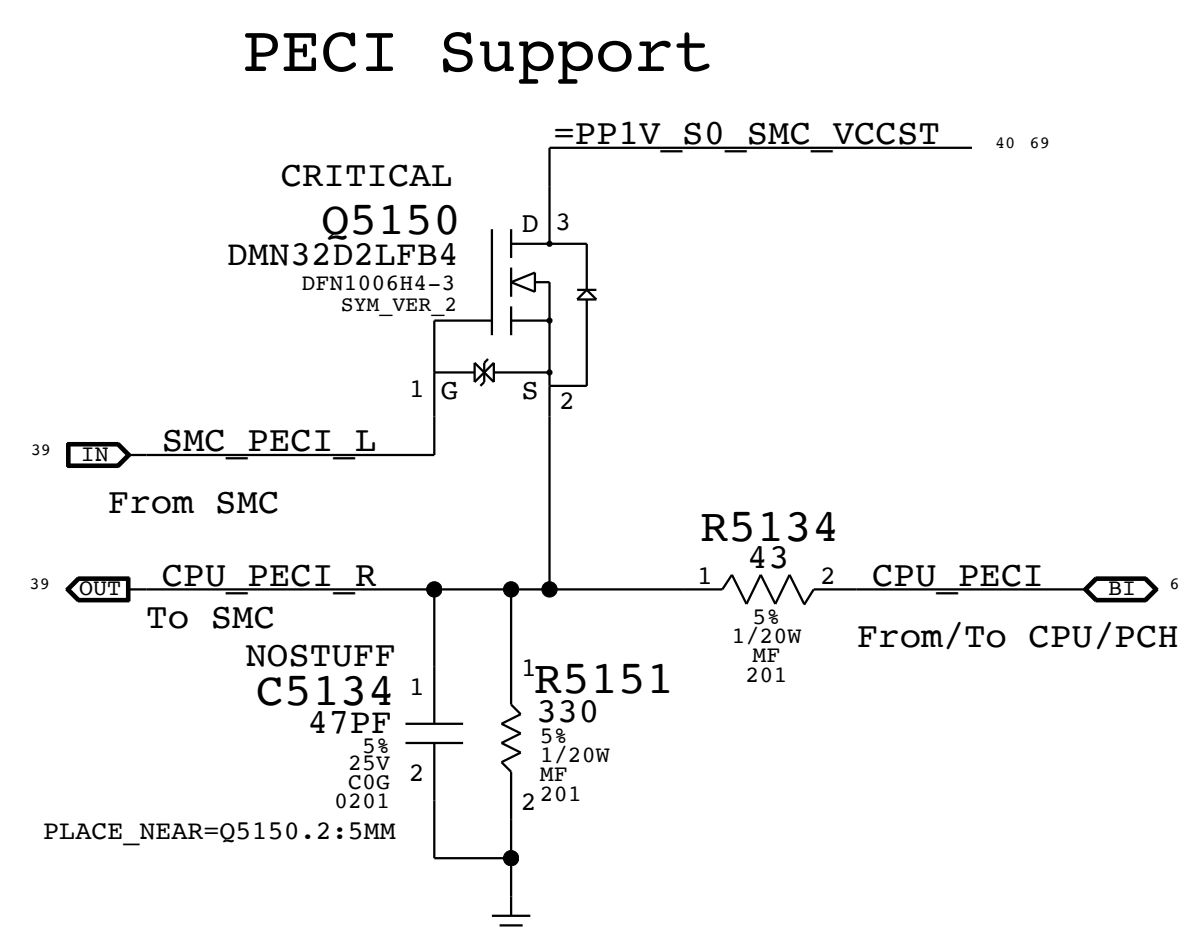 PECI Support
=PP1V_S0_SMC_VCCST
40 69
CRITICAL
Q5150
D 3
DMN32D2LFB4
DFN1006H4-3
SYM_VER_2
1 G S 2
39 IN SMC_PECI_L
From SMC
R5134
43
39 OUT CPU_PECI_R
1 2 CPU_PECI BI 6
To SMC
5%
1/20W
MF
201
From/To CPU/PCH
NOSTUFF
C5134
1
47PF
5%
25V
C0G
0201
2
PLACE_NEAR=Q5150.2:5MM
1
R5151
330
5%
1/20W
MF
201
2